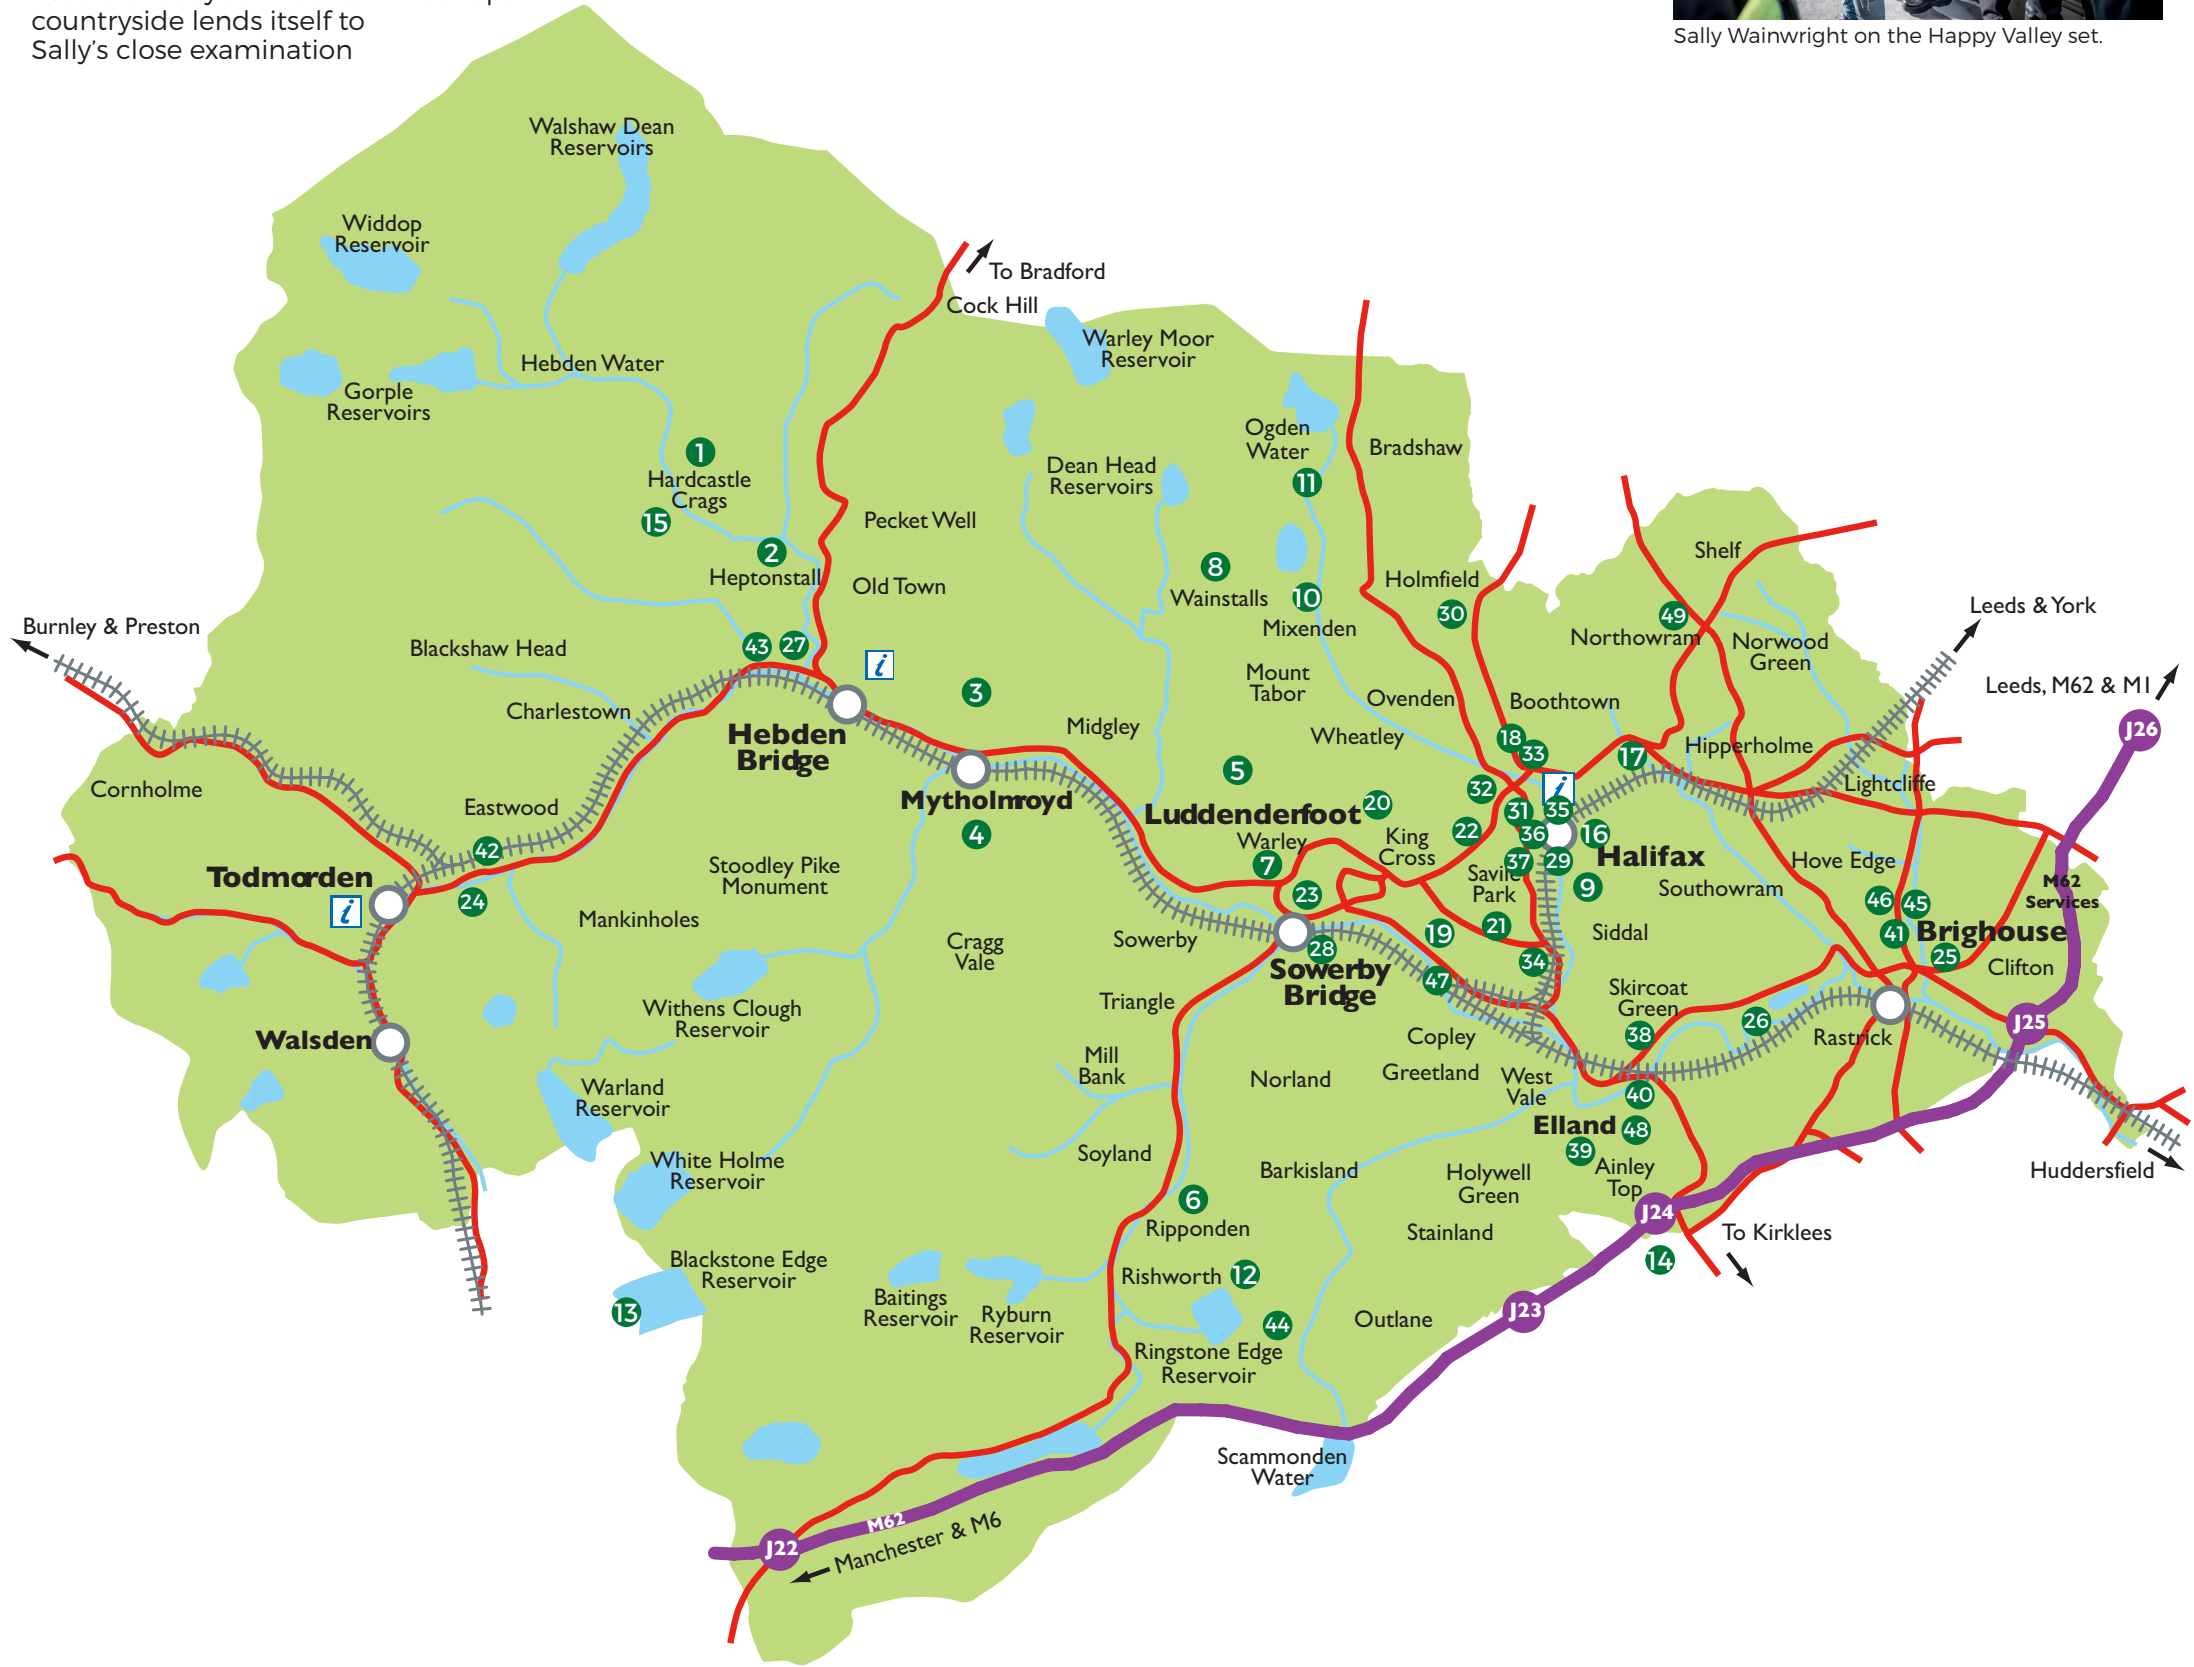 countryside lends itself to
Sally's close examination
Sally Wainwright on the Happy Valley set.
Walshaw Dean
Reservoirs
Widdop
Reservoir
To Bradford
Cock Hill
Warley Moor
Reservoir
Hebden Water
Gorple
Reservoirs
Ogden
Water
Bradshaw
1
Hardcastle
Crags
15
Dean Head
Reservoirs
11
Pecket Well
2
Heptonstall
Old Town
8
Wainstalls
10
Mixenden
Holmfield
30
Shelf
49
Northowram
Norwood
Green
Leeds & York
Burnley & Preston
Blackshaw Head
43
27
i
3
Mount
Tabor
Ovenden
Boothtown
Leeds, M62 & M1
J26
Charlestown
Hebden
Bridge
Midgley
Wheatley
18
33
17
Hipperholme
Lightcliffe
Cornholme
Eastwood
42
Mytholmroyd
4
5
Luddenderfoot
20
Warley
7
King
Cross
32
22
i
31
35
36
16
37
29
Halifax
9
Savile
Park
Hove Edge
Southowram
M62
Services
Todmorden
i
24
Stoodley Pike
Monument
Mankinholes
23
46
45
41
Brighouse
25
Clifton
Cragg
Vale
Sowerby
28
Sowerby
Bridge
19
21
47
34
Siddal
Skircoat
Green
38
26
Rastrick
J25
Walsden
Withens Clough
Reservoir
Triangle
Copley
Mill
Bank
Norland
Greetland
West
Vale
40
Warland
Reservoir
Elland
48
39
Ainley
Top
Soyland
Barkisland
Holywell
Green
White Holme
Reservoir
6
Ripponden
Stainland
J24
To Kirklees
14
Huddersfield
Blackstone Edge
Reservoir
13
Baitings
Reservoir
Ryburn
Reservoir
Rishworth
12
44
Outlane
J23
Ringstone Edge
Reservoir
Scammonden
Water
M62
J22
Manchester & M6